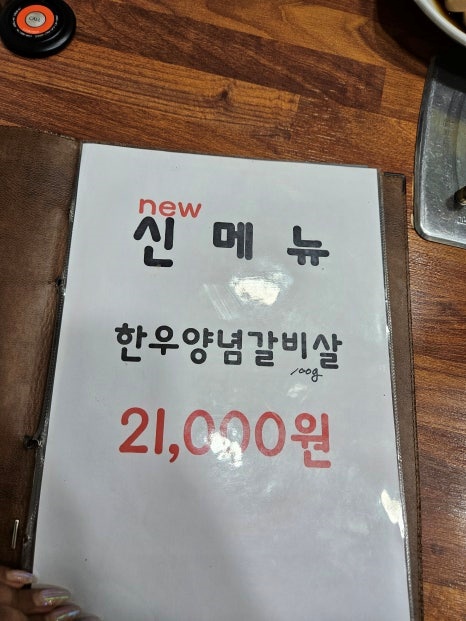 new
신 메 뉴
한우양념갈비살
100g
21,000원